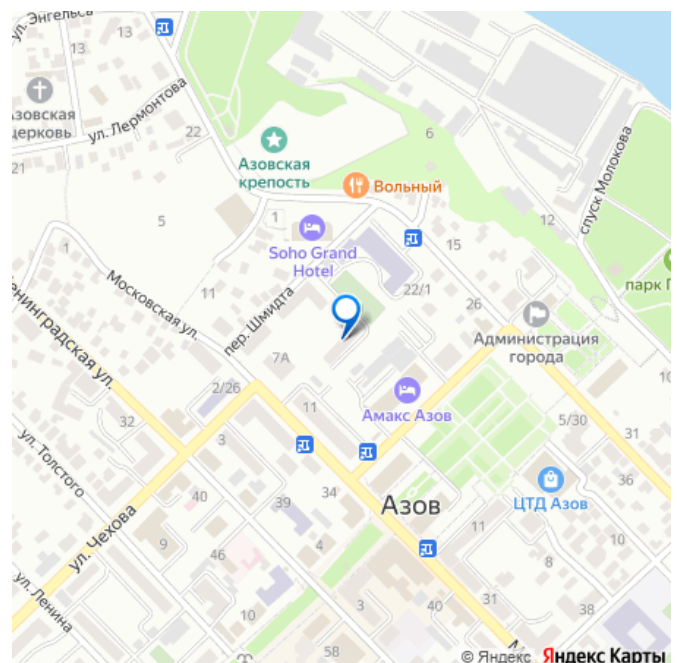 ул. Энгельса
Азовская
церковь
ул. Лермонтова
22
21
Азовская
крепость
6
Вольный
спуск Молокова
12
5
1
1
Soho Grand
Hotel
15
парк П
Московская ул.
11
пер. Шмидта
22/1
26
Администрация
города
Ленинградская ул.
7А
2/26
Амакс Азов
10
32
11
5/30
31
3
ул. Толстого
36
40
39
34
Азов
ЦТД Азов
ул. Чехова
9
46
4
11
8
10
ул. Ленина
10
3
40
31
38
58
М
© Яндекс Яндекс Карты